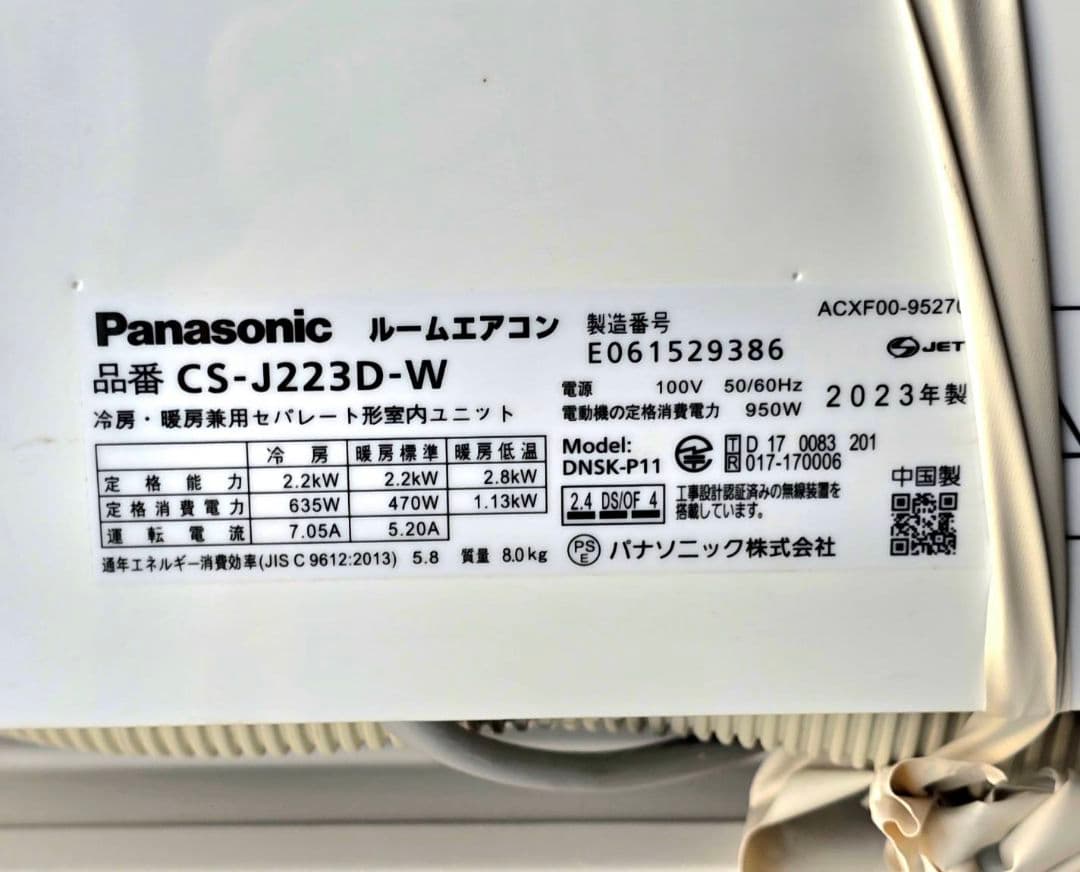 Panasonic ルームエアコン
品番 CS-J223D-W
冷房・暖房兼用セパレート形室内ユニット
冷房 暖房標準 暖房低温
定格能力 2.2kW 2.2kW 2.8kW
定格消費電力 635W 470W 1.13kW
運転電流 7.05A 5.20A
通年エネルギー消費効率(JIS C 9612:2013) 5.8 質量 8.0kg
製造番号
E061529386
電源 100V 50/60Hz
電動機の定格消費電力 950W
Model:
DNSK-P11
T D 17 0083 201
R 017-170006
2.4 DS/OF 4
工事設計認証済みの無線装置を
搭載しています。
PS
E
パナソニック株式会社
ACXF00-9527
JET
2023年製
中国製